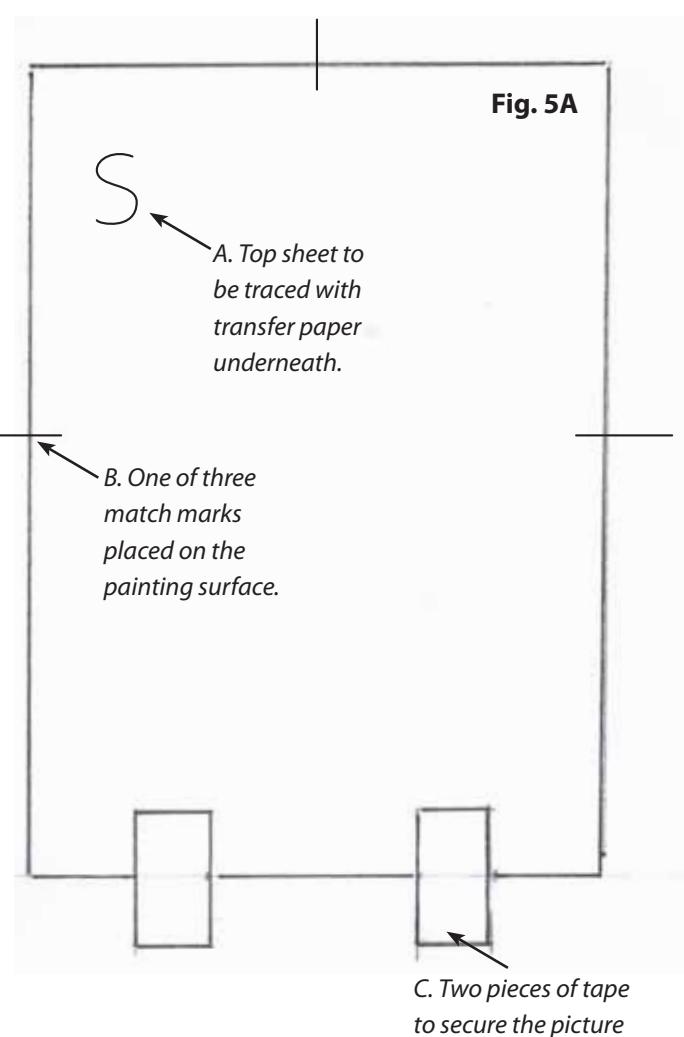 Fig. 5A
S
A. Top sheet to
be traced with
transfer paper
underneath.
B. One of three
match marks
placed on the
painting surface.
C. Two pieces of tape
to secure the picture